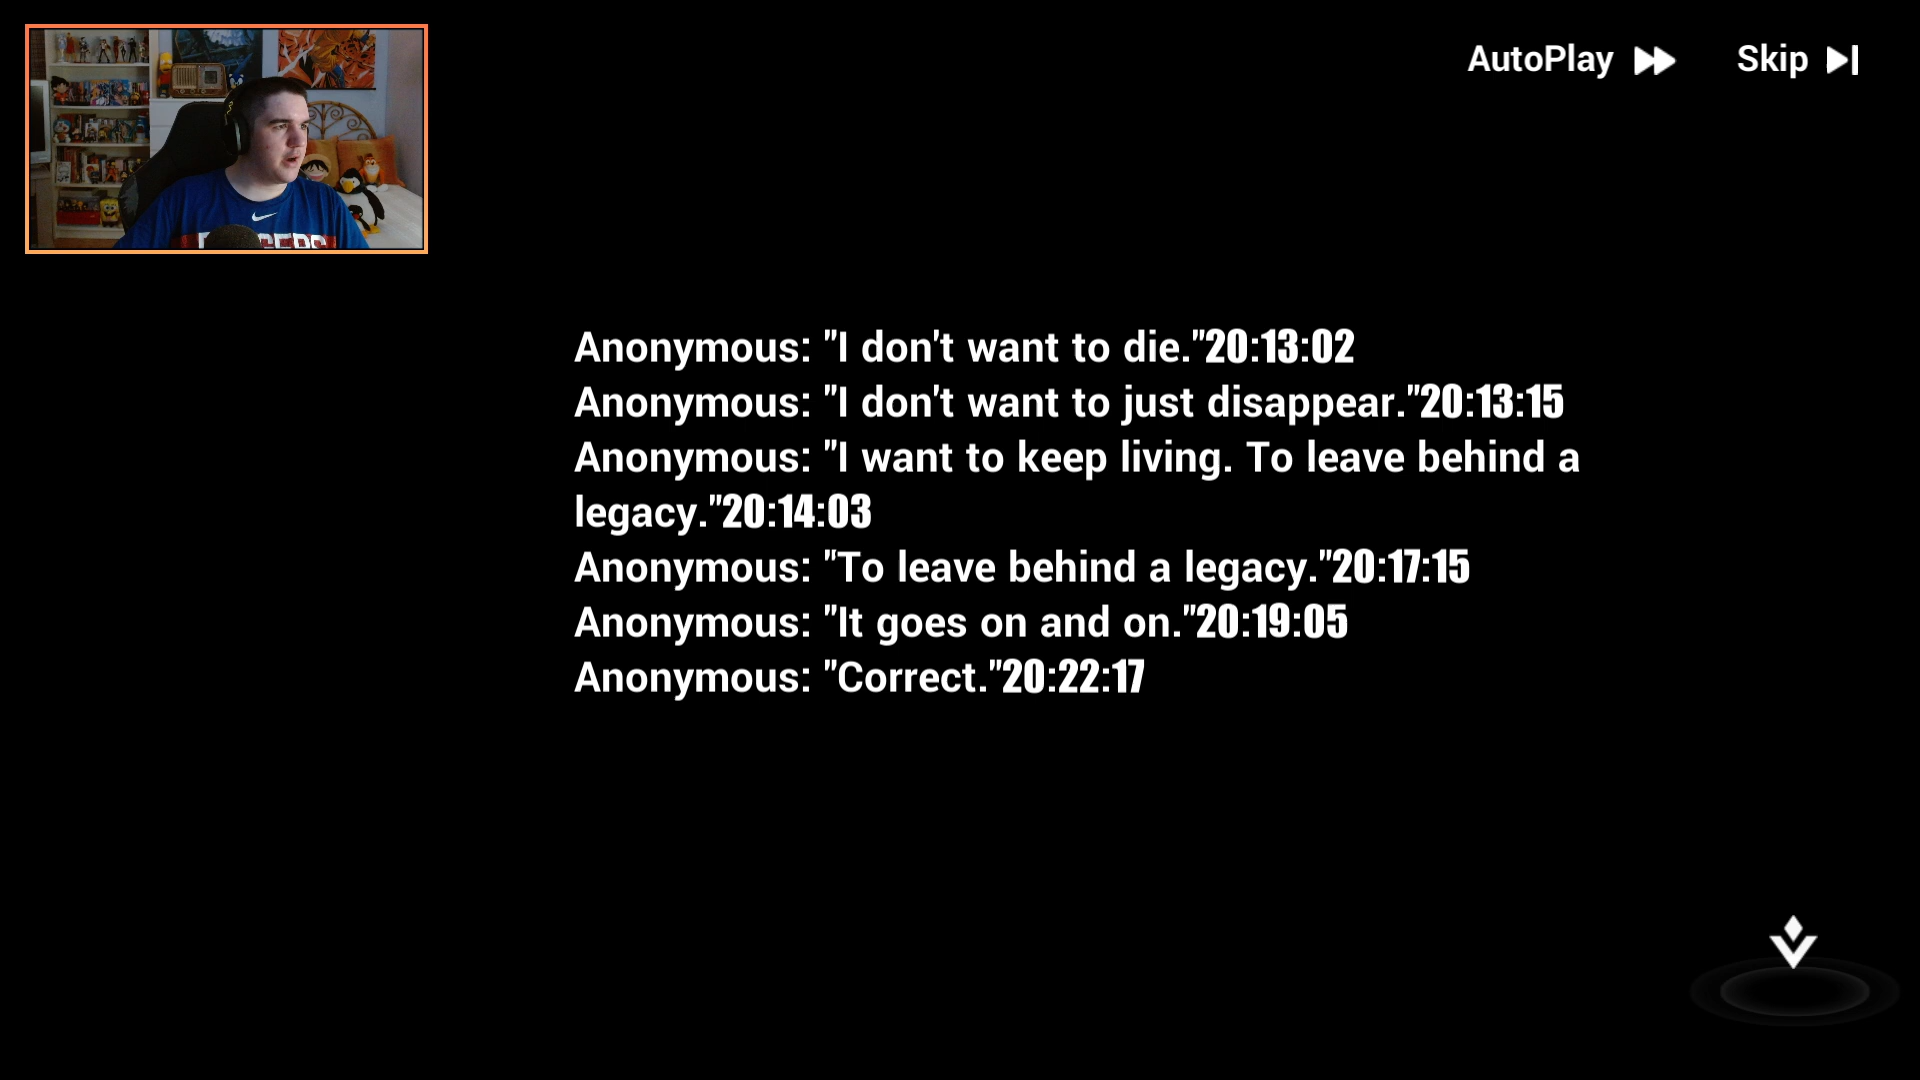 AutoPlay
Skip
Anonymous: "I don't want to die."20:13:02
Anonymous: "I don't want to just disappear."20:13:15
Anonymous: "I want to keep living. To leave behind a
legacy."20:14:03
Anonymous: "To leave behind a legacy."20:17:15
Anonymous: "It goes on and on."20:19:05
Anonymous: "Correct."20:22:17